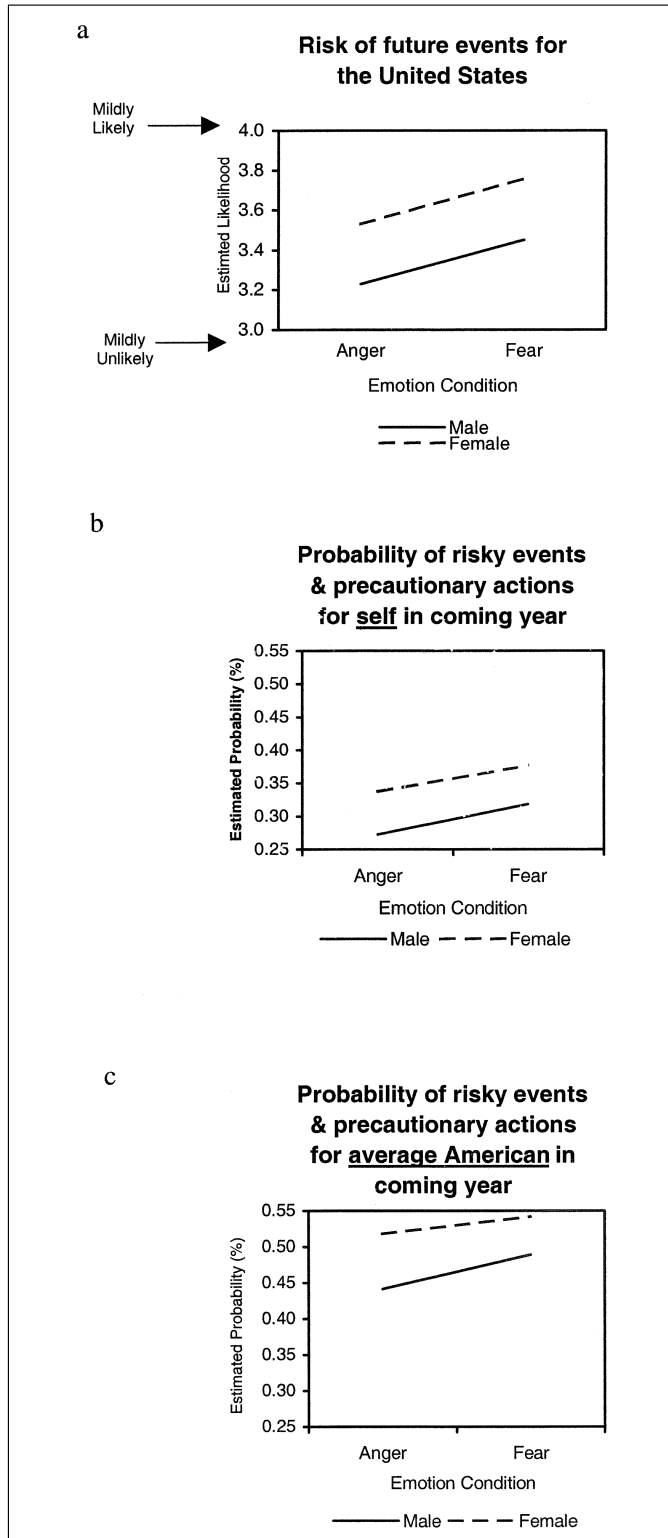 a
Risk of future events for
the United States
Mildly
Likely
4.0
3.8
3.6
3.4
3.2
3.0
Estimted Likelihood
Mildly
Unlikely
Anger Fear
Emotion Condition
Male
Female
b
Probability of risky events
& precautionary actions
for self in coming year
0.55
0.50
0.45
0.40
0.35
0.30
0.25
Estimated Probability (%)
Anger Fear
Emotion Condition
Male Female
c
Probability of risky events
& precautionary actions
for average American in
coming year
0.55
0.50
0.45
0.40
0.35
0.30
0.25
Estimated Probability (%)
Anger Fear
Emotion Condition
Male Female